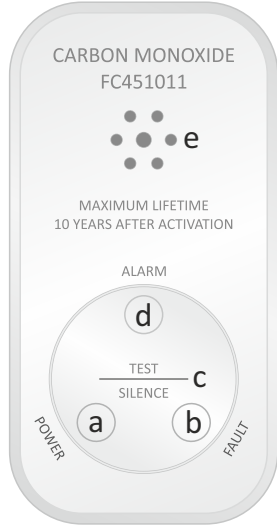 CARBON MONOXIDE
FC451011
e
MAXIMUM LIFETIME
10 YEARS AFTER ACTIVATION
ALARM
d
TEST
c
SILENCE
a
b
POWER
FAULT